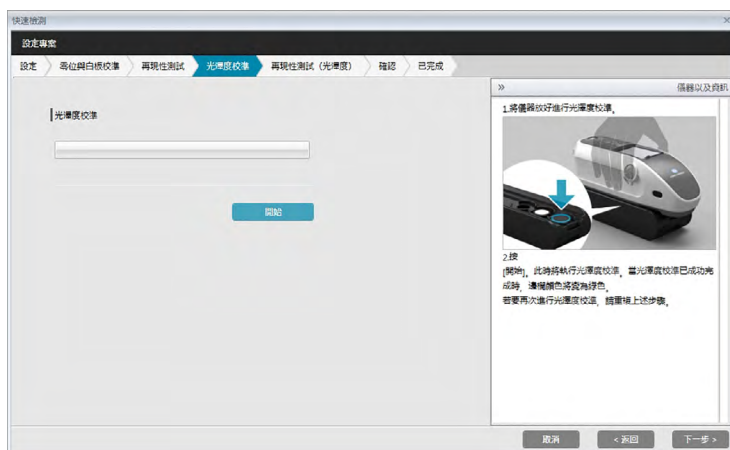 快速檢測
設定專案
設定 零位與白板校準 再現性測試 光澤度校準 再現性測試（光澤度） 確認 已完成
» 儀器以及資訊
光澤度校準
開始
1.將儀器放好進行光澤度校準。
2.按
[開始]，此時將執行光澤度校準，當光澤度校準已成功完
成時，邊欄顏色將變為綠色。
若要再次進行光澤度校準，請重複上述步驟。
取消 < 返回 下一步 >